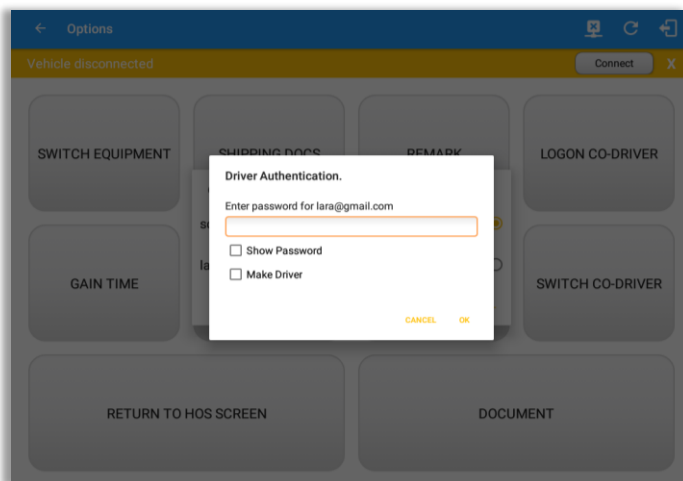 Options
Vehicle disconnected
Connect
X
SWITCH EQUIPMENT
SHIPPING DOCS
REMARK
LOGON CO-DRIVER
Driver Authentication.
Enter password for lara@gmail.com
Show Password
Make Driver
CANCEL OK
GAIN TIME
SWITCH CO-DRIVER
RETURN TO HOS SCREEN
DOCUMENT